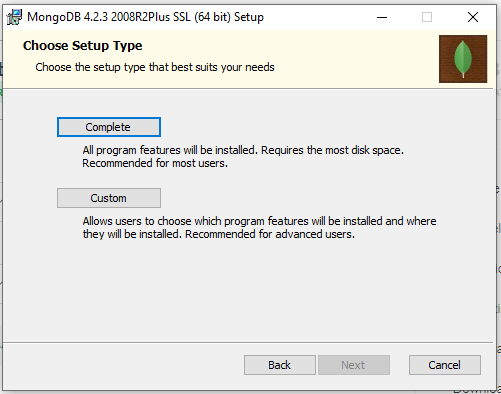 MongoDB 4.2.3 2008R2Plus SSL (64 bit) Setup
Choose Setup Type
Choose the setup type that best suits your needs
Complete
All program features will be installed. Requires the most disk space.
Recommended for most users.
Custom
Allows users to choose which program features will be installed and where
they will be installed. Recommended for advanced users.
Back
Next
Cancel